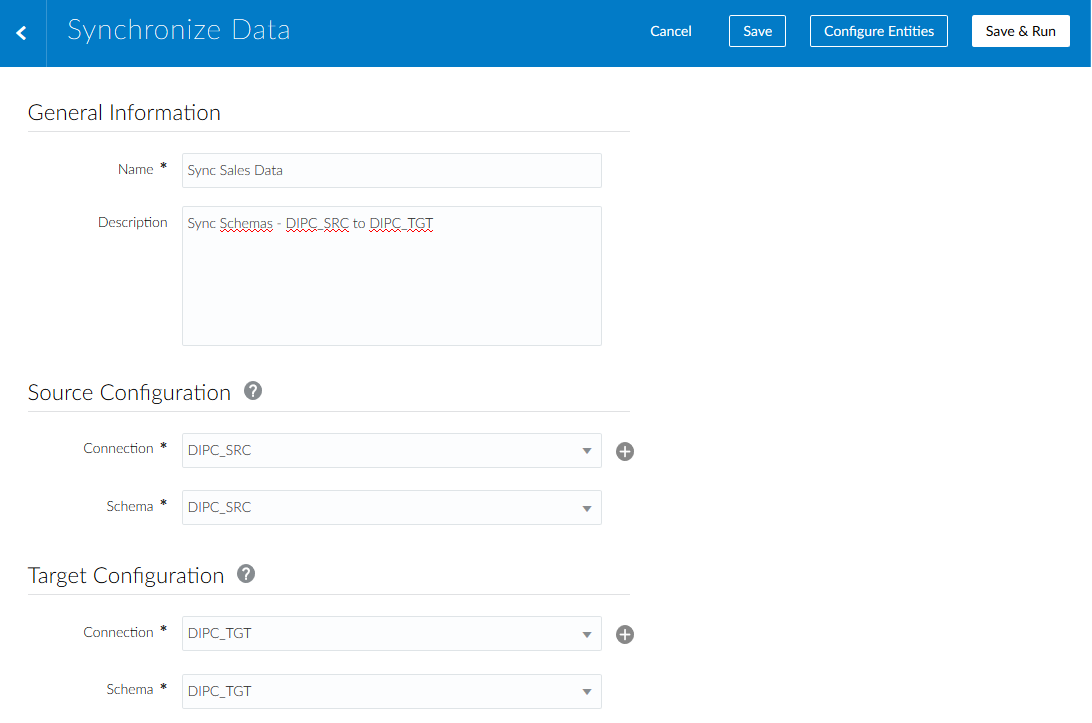 Synchronize Data Cancel Save Configure Entities Save & Run
General Information
Name * Sync Sales Data
Description Sync Schemas - DIPC_SRC to DIPC_TGT
Source Configuration ?
Connection * DIPC_SRC
Schema * DIPC_SRC
Target Configuration ?
Connection * DIPC_TGT
Schema * DIPC_TGT